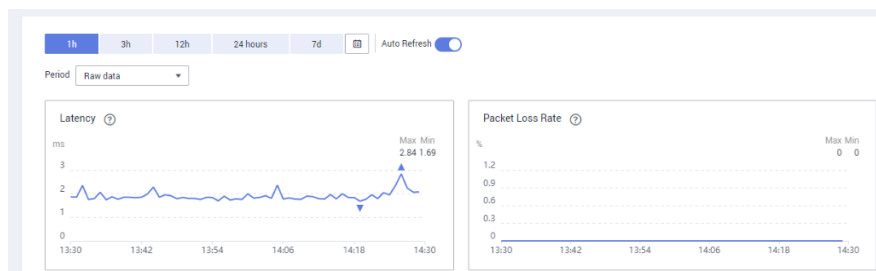 1h 3h 12h 24 hours 7d Auto Refresh
Period Raw data
Latency ?
ms
Max Min
2.84 1.69
3
2
1
0
13:30 13:42 13:54 14:06 14:18 14:30
Packet Loss Rate ?
%
Max Min
0 0
1.2
0.9
0.6
0.3
0
13:30 13:42 13:54 14:06 14:18 14:30